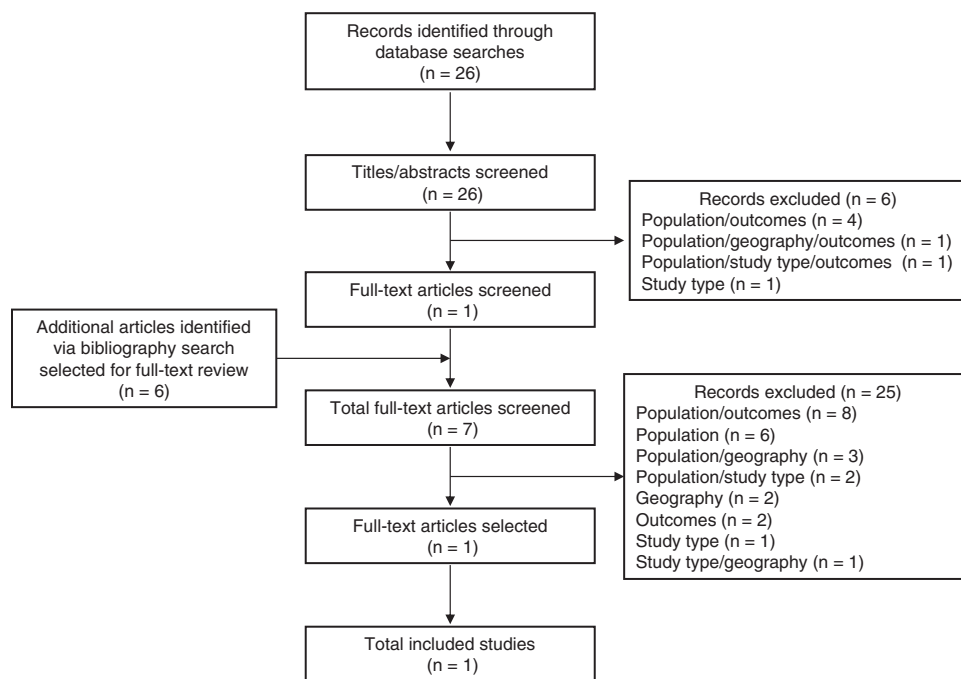 Records identified through
database searches
(n = 26)
Titles/abstracts screened
(n = 26)
Records excluded (n = 6)
Population/outcomes (n = 4)
Population/geography/outcomes (n = 1)
Population/study type/outcomes (n = 1)
Study type (n = 1)
Full-text articles screened
(n = 1)
Additional articles identified
via bibliography search
selected for full-text review
(n = 6)
Total full-text articles screened
(n = 7)
Records excluded (n = 25)
Population/outcomes (n = 8)
Population (n = 6)
Population/geography (n = 3)
Population/study type (n = 2)
Geography (n = 2)
Outcomes (n = 2)
Study type (n = 1)
Study type/geography (n = 1)
Full-text articles selected
(n = 1)
Total included studies
(n = 1)